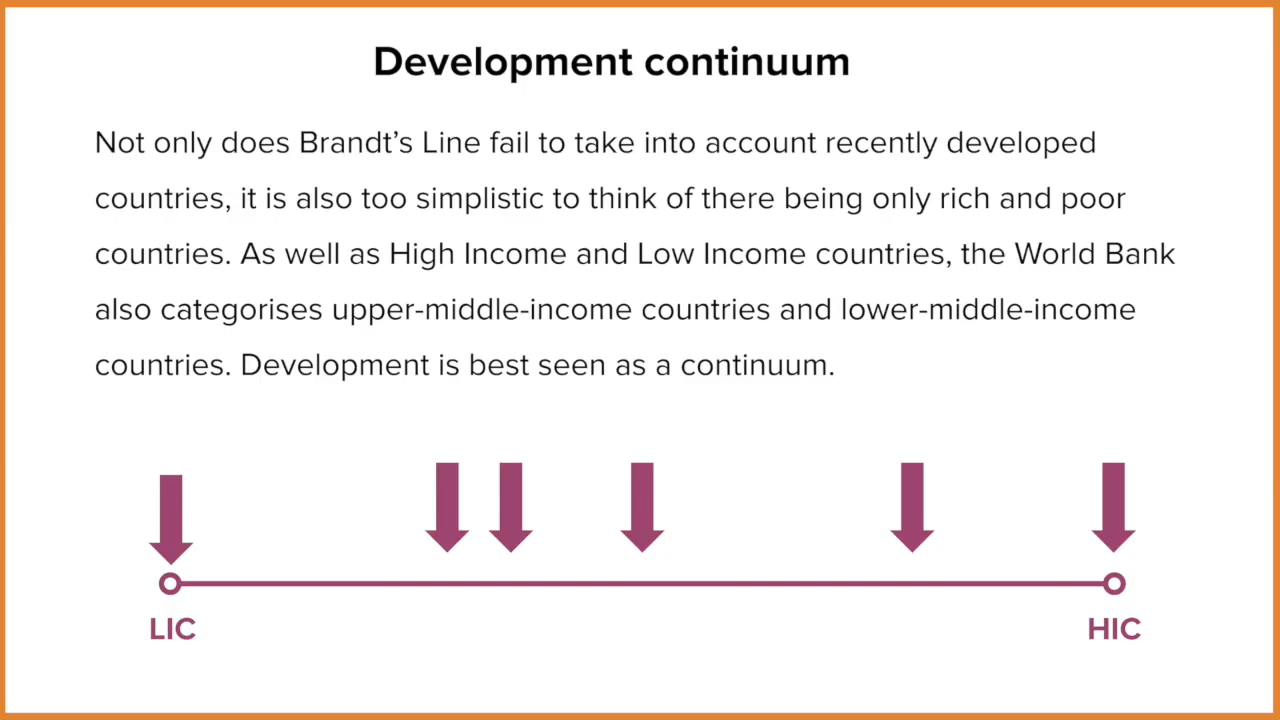 Development continuum
Not only does Brandt’s Line fail to take into account recently developed
countries, it is also too simplistic to think of there being only rich and poor
countries. As well as High Income and Low Income countries, the World Bank
also categorises upper-middle-income countries and lower-middle-income
countries. Development is best seen as a continuum.
LIC
HIC